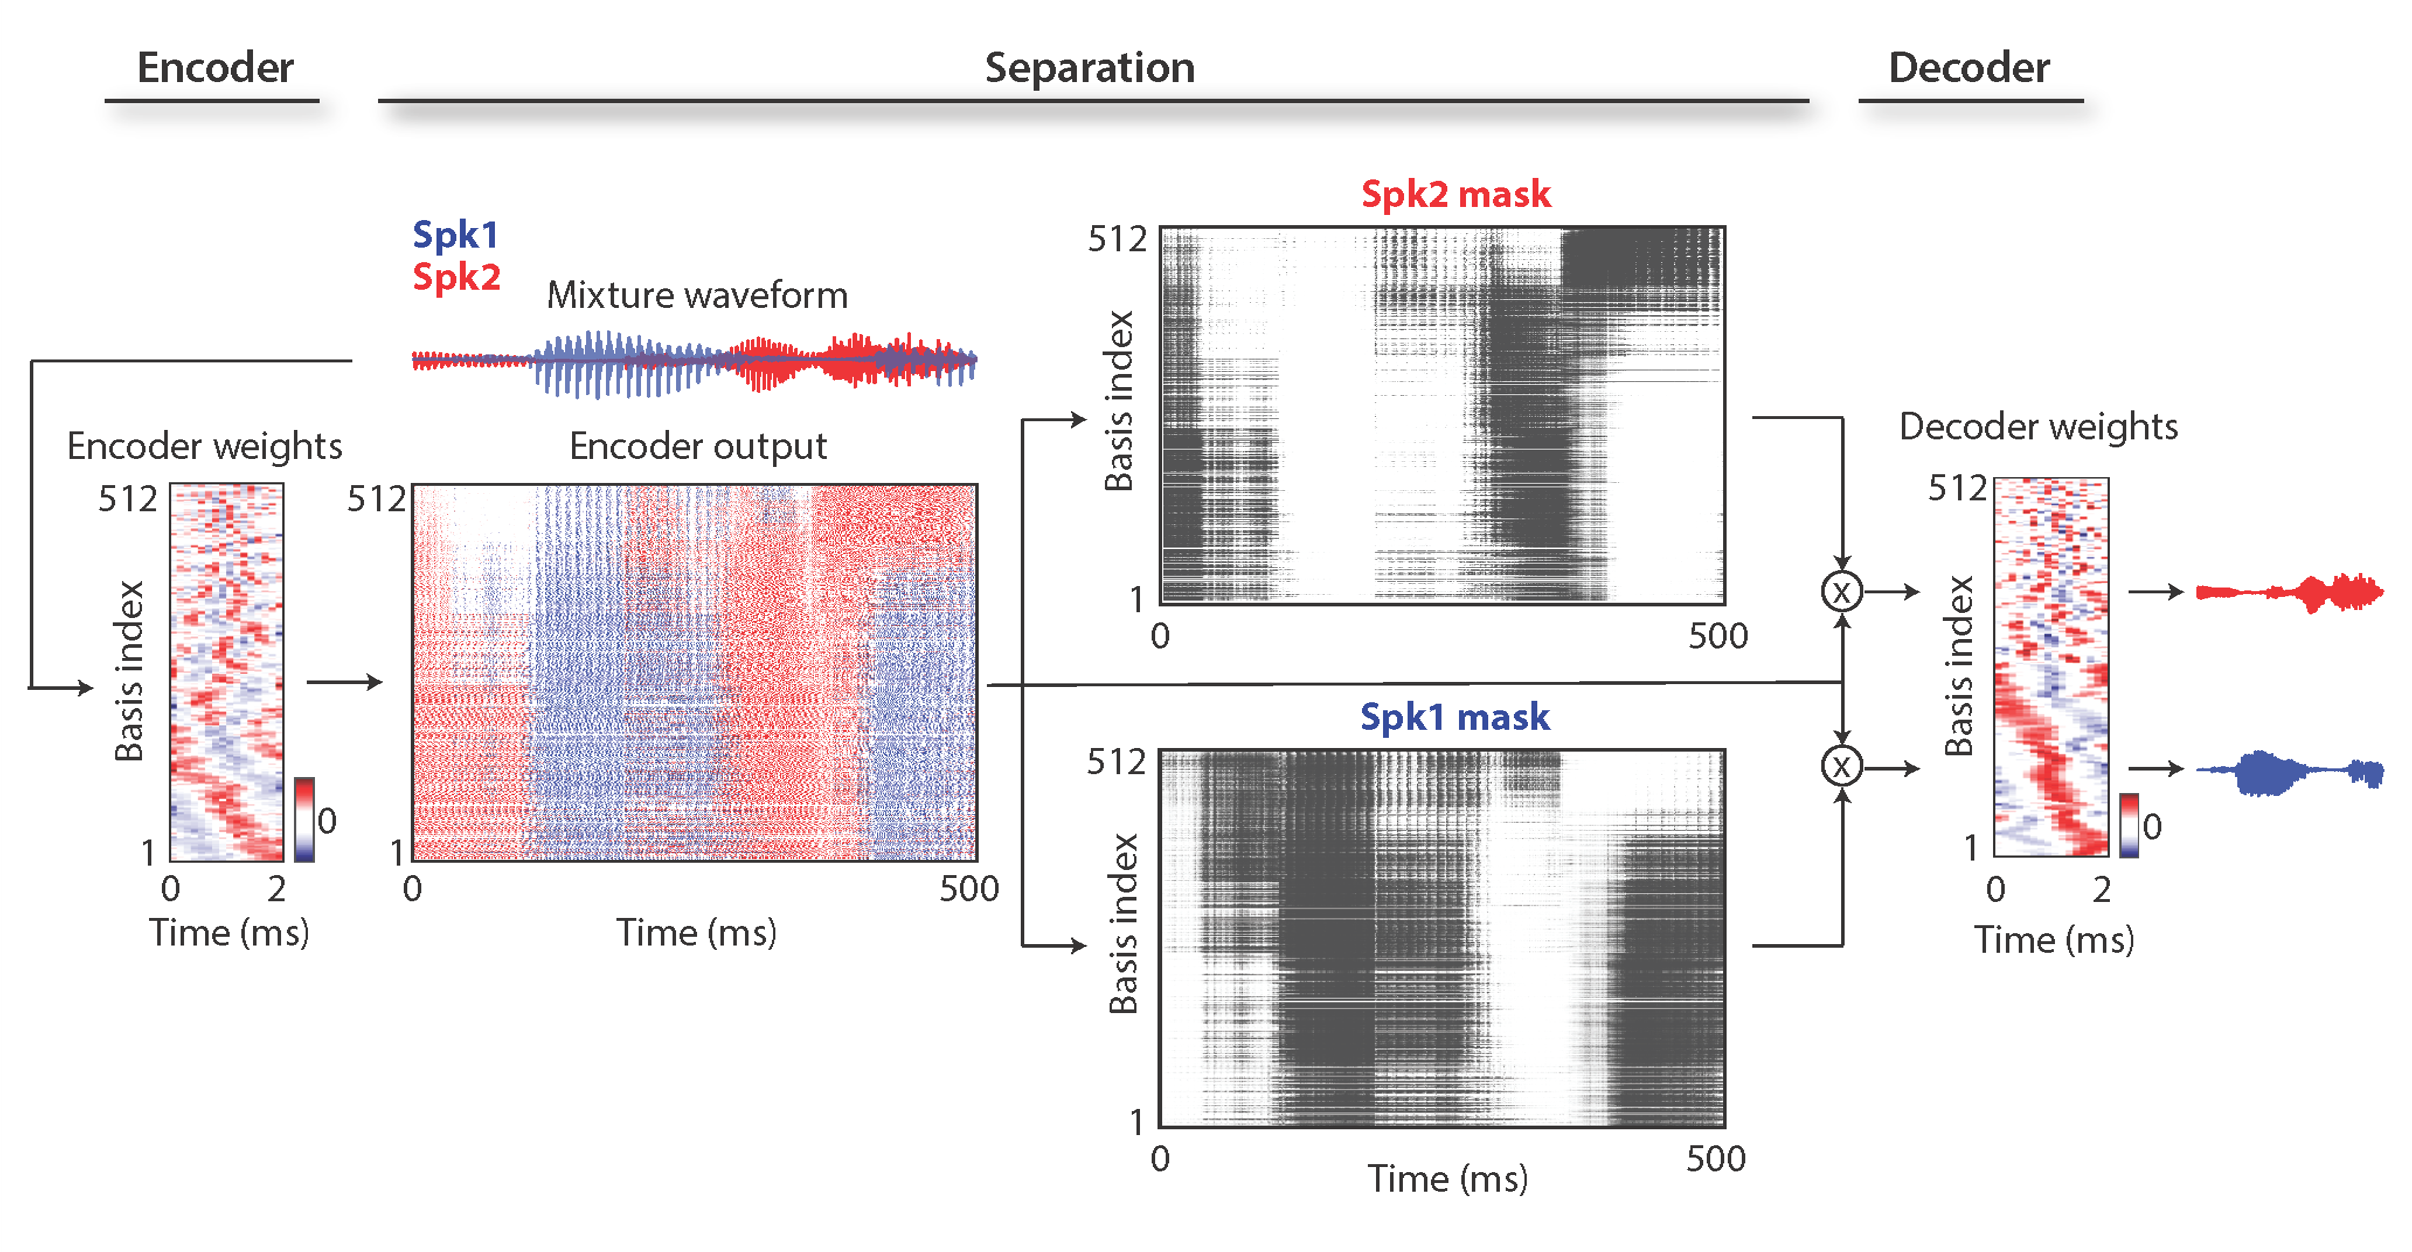 Encoder
Separation
Decoder
Spk1
Spk2
Mixture waveform
Encoder weights
512
Basis index
1
0
2
Time (ms)
0
Encoder output
512
1
0
500
Time (ms)
Spk2 mask
512
Basis index
1
0
500
Spk1 mask
512
Basis index
1
0
500
Time (ms)
x
x
Decoder weights
512
Basis index
1
0
2
Time (ms)
0